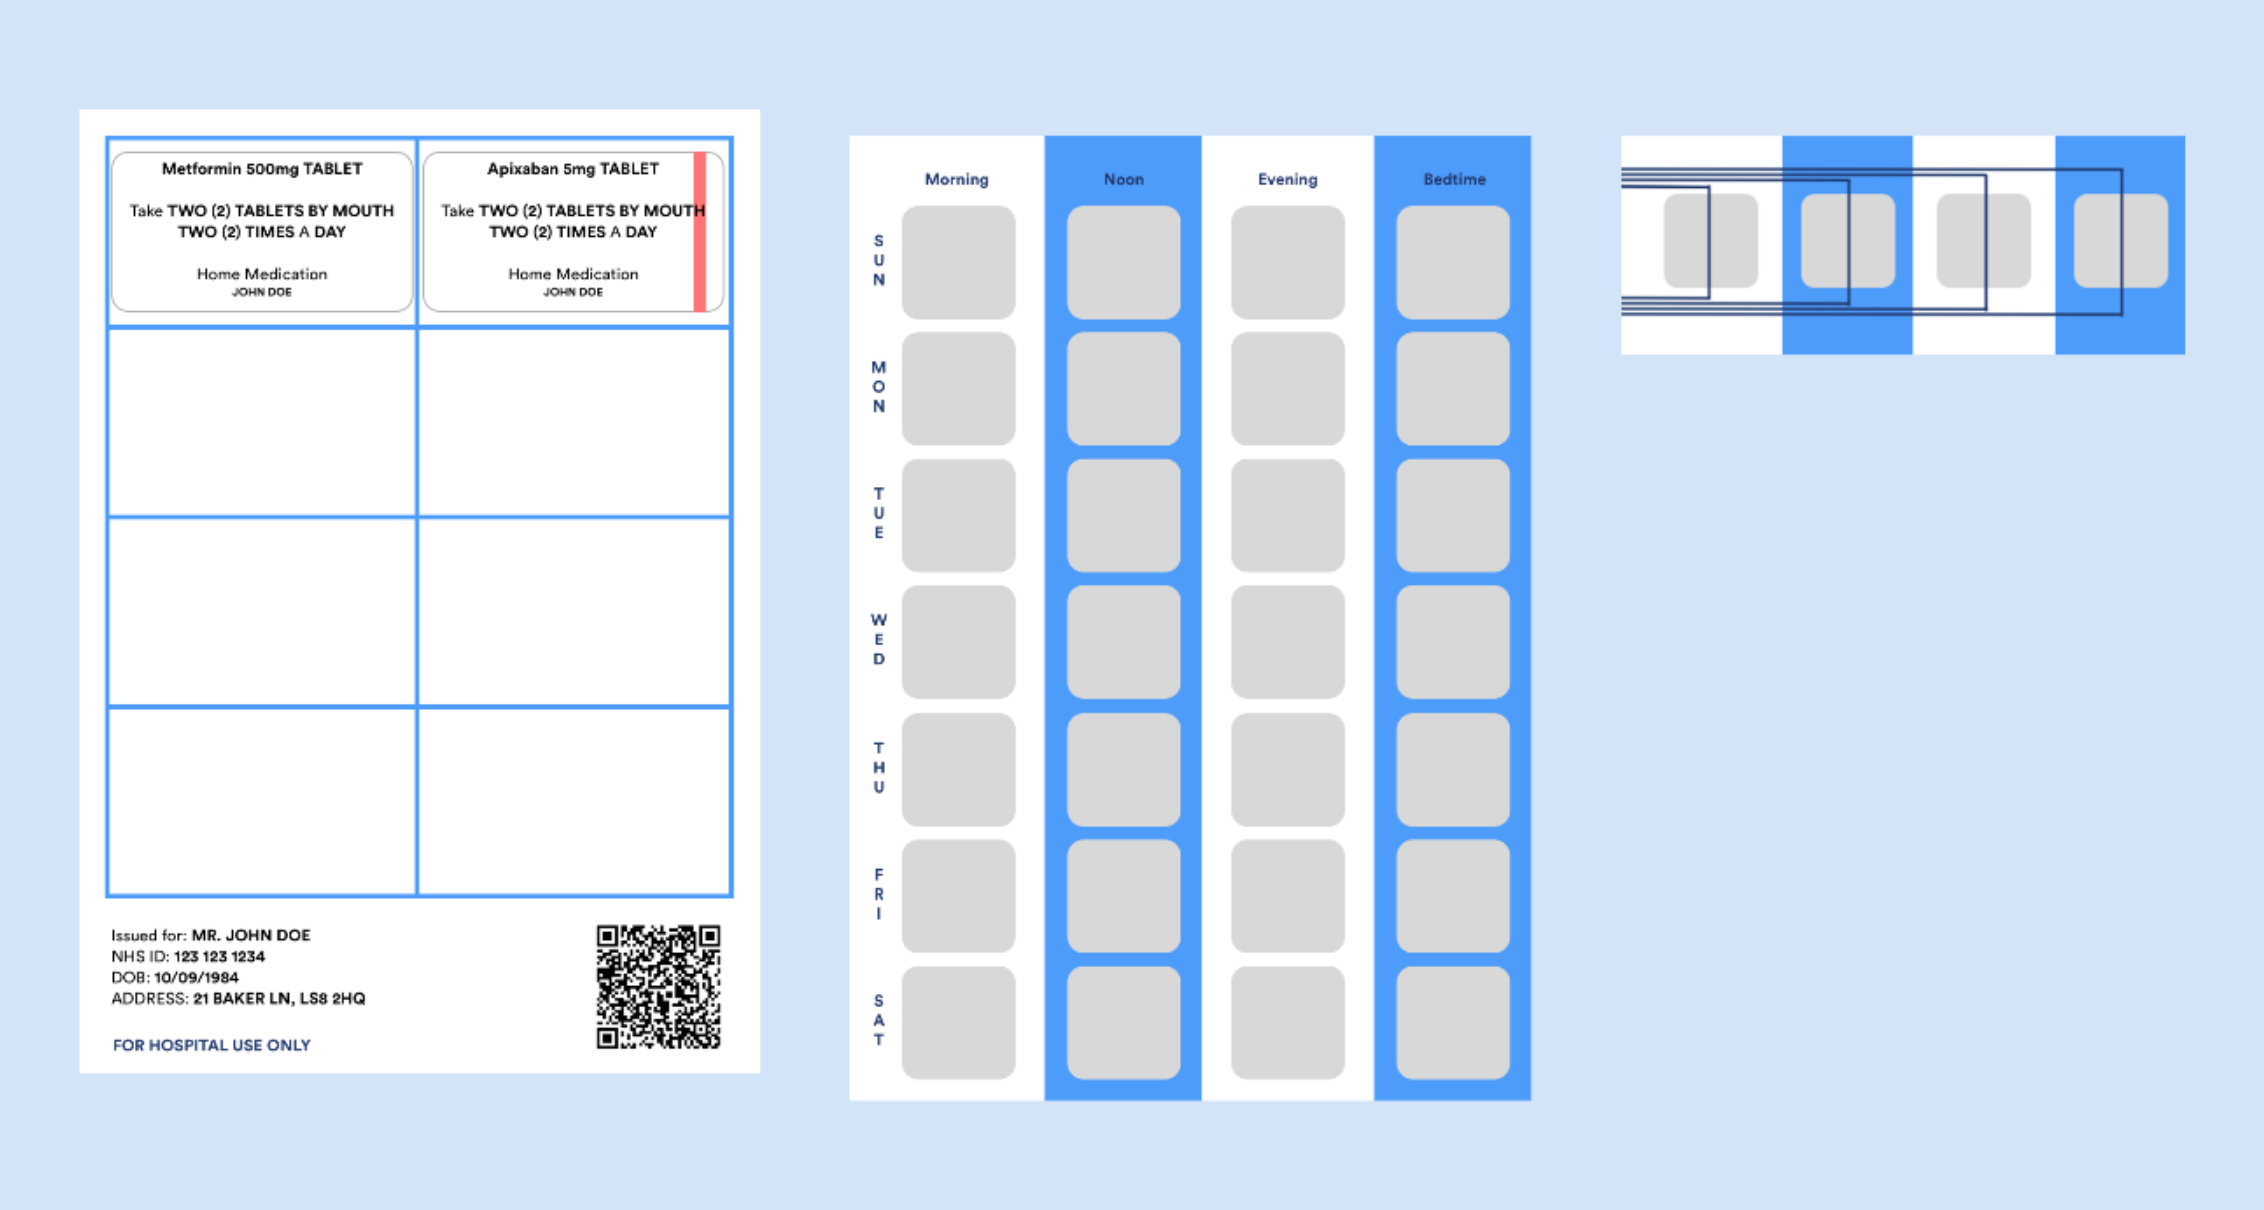 Metformin 500mg TABLET
Take TWO (2) TABLETS BY MOUTH
TWO (2) TIMES A DAY
Home Medication
JOHN DOE
Apixaban 5mg TABLET
Take TWO (2) TABLETS BY MOUTH
TWO (2) TIMES A DAY
Home Medication
JOHN DOE
Issued for: MR. JOHN DOE
NHS ID: 123 123 1234
DOB: 10/09/1984
ADDRESS: 21 BAKER LN, LS8 2HQ
FOR HOSPITAL USE ONLY
Morning Noon Evening Bedtime
SUN
MON
TUE
WED
THU
FRI
SAT